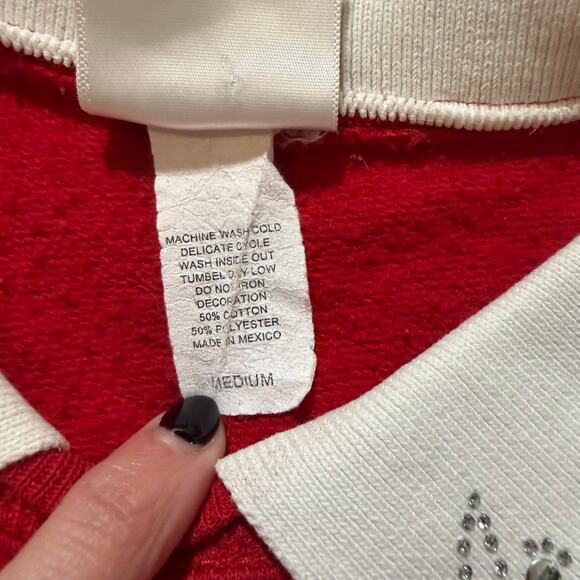 MACHINE WASH COLD
DELICATE CYCLE
WASH INSIDE OUT
TUMBEL DRY LOW
DO NOT IRON
DECORATION
50% COTTON
50% POLYESTER
MADE IN MEXICO
MEDIUM